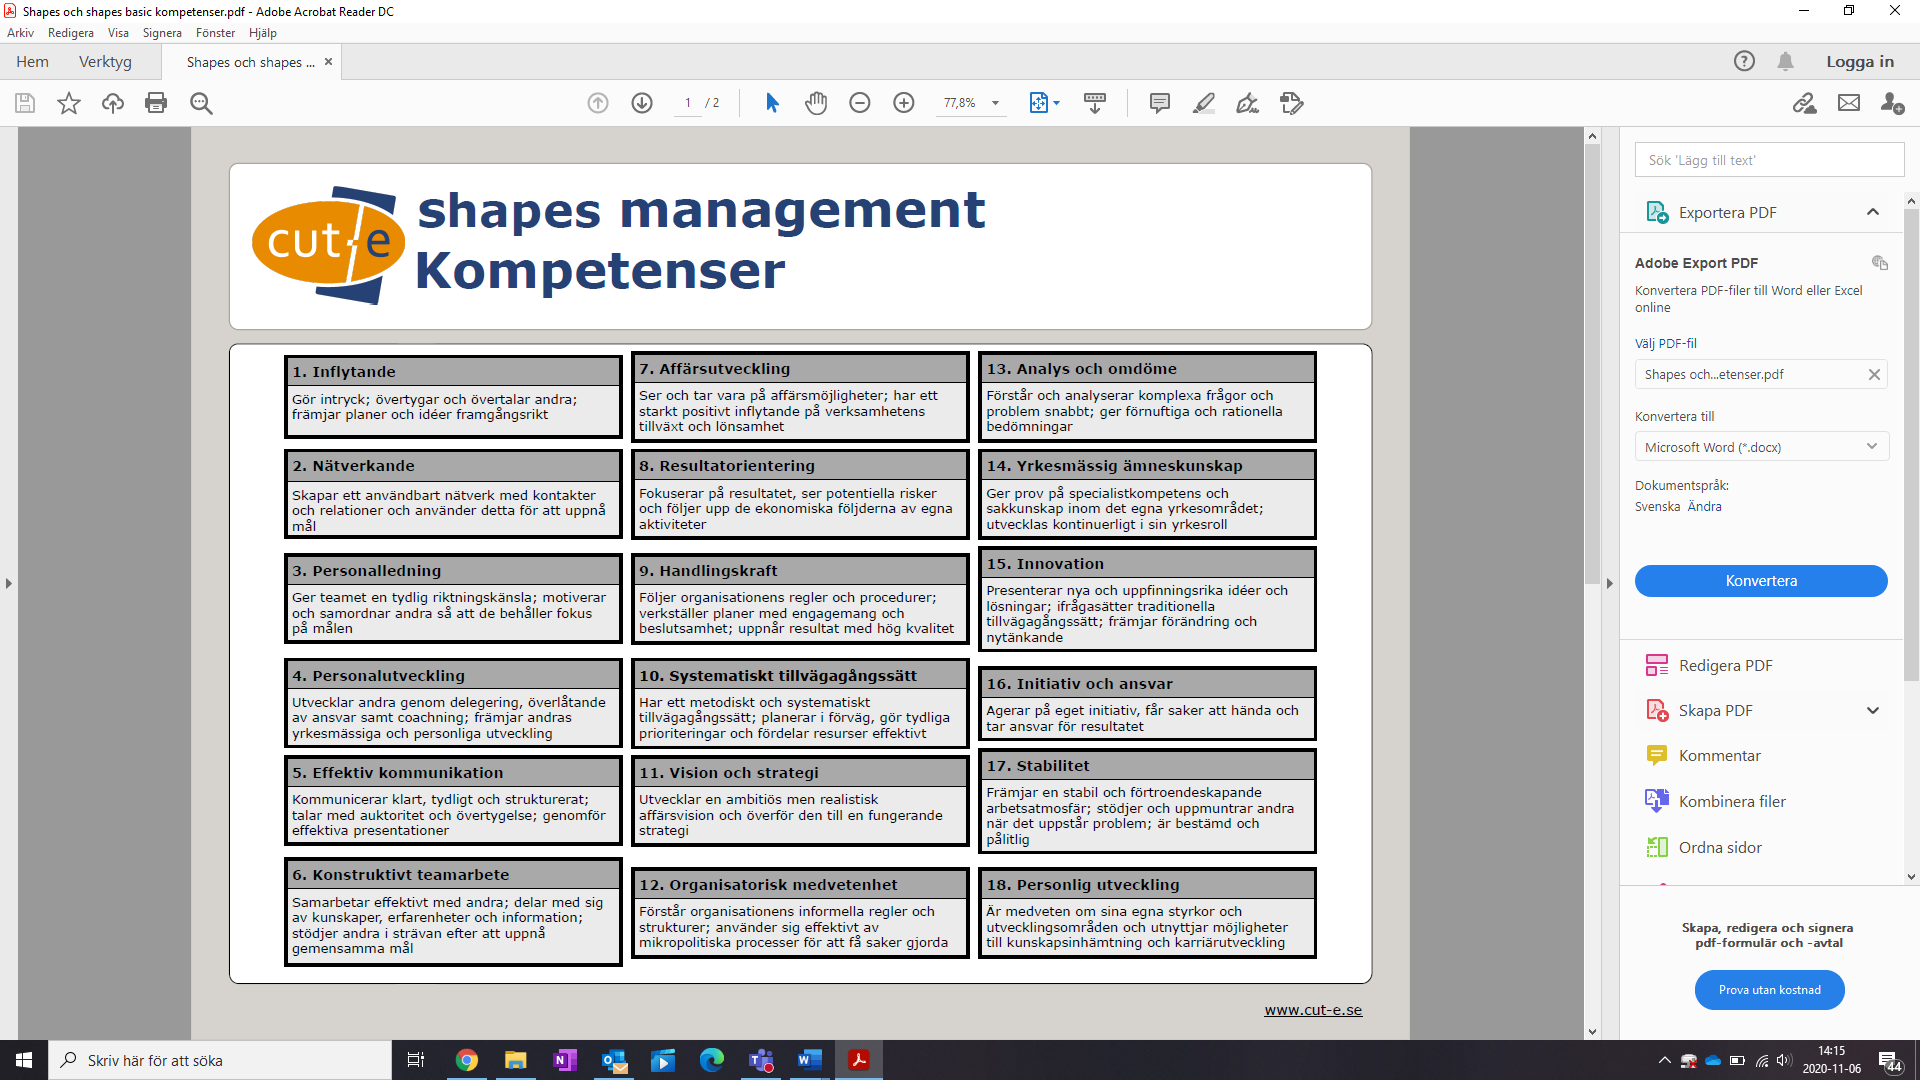 Shapes och shapes basic kompetenser.pdf - Adobe Acrobat Reader DC
Arkiv Redigera Visa Signera Fönster Hjälp
Hem Verktyg Shapes och shapes ... ×
Logga in
1 / 2
77,8%
cut-e
shapes management
Kompetenser
1. Inflytande
Gör intryck; övertygar och övertalar andra;
främjar planer och idéer framgångsrikt
2. Nätverkande
Skapar ett användbart nätverk med kontakter
och relationer och använder detta för att uppnå
mål
3. Personalledning
Ger teamet en tydlig riktningskänsla; motiverar
och samordnar andra så att de behåller fokus
på målen
4. Personalutveckling
Utvecklar andra genom delegering, överlåtande
av ansvar samt coachning; främjar andras
yrkesmässiga och personliga utveckling
5. Effektiv kommunikation
Kommunicerar klart, tydligt och strukturerat;
talar med auktoritet och övertygelse; genomför
effektiva presentationer
6. Konstruktivt teamarbete
Samarbetar effektivt med andra; delar med sig
av kunskaper, erfarenheter och information;
stödjer andra i strävan efter att uppnå
gemensamma mål
7. Affärsutveckling
Ser och tar vara på affärsmöjligheter; har ett
starkt positivt inflytande på verksamhetens
tillväxt och lönsamhet
8. Resultatorientering
Fokuserar på resultatet, ser potentiella risker
och följer upp de ekonomiska följderna av egna
aktiviteter
9. Handlingskraft
Följer organisationens regler och procedurer;
verkställer planer med engagemang och
beslutsamhet; uppnår resultat med hög kvalitet
10. Systematiskt tillvägagångssätt
Har ett metodiskt och systematiskt
tillvägagångssätt; planerar i förväg, gör tydliga
prioriteringar och fördelar resurser effektivt
11. Vision och strategi
Utvecklar en ambitiös men realistisk
affärsvision och överför den till en fungerande
strategi
12. Organisatorisk medvetenhet
Förstår organisationens informella regler och
strukturer; använder sig effektivt av
mikropolitiska processer för att få saker gjorda
13. Analys och omdöme
Förstår och analyserar komplexa frågor och
problem snabbt; ger förnuftiga och rationella
bedömningar
14. Yrkesmässig ämneskunskap
Ger prov på specialistkompetens och
sakkunskap inom det egna yrkesområdet;
utvecklas kontinuerligt i sin yrkesroll
15. Innovation
Presenterar nya och uppfinningsrika idéer och
lösningar; ifrågasätter traditionella
tillvägagångssätt; främjar förändring och
nytänkande
16. Initiativ och ansvar
Agerar på eget initiativ, får saker att hända och
tar ansvar för resultatet
17. Stabilitet
Främjar en stabil och förtroendeskapande
arbetsatmosfär; stödjer och uppmuntrar andra
när det uppstår problem; är bestämd och
pålitlig
18. Personlig utveckling
Är medveten om sina egna styrkor och
utvecklingsområden och utnyttjar möjligheter
till kunskapsinhämtning och karriärutveckling
www.cut-e.se
Sök 'Lägg till text'
Exportera PDF
Adobe Export PDF
Konvertera PDF-filer till Word eller Excel
online
Välj PDF-fil
Shapes och...etenser.pdf
Konvertera till
Microsoft Word (*.docx)
Dokumentspråk:
Svenska Ändra
Konvertera
Redigera PDF
Skapa PDF
Kommentar
Kombinera filer
Ordna sidor
Skapa, redigera och signera
pdf-formulär och -avtal
Prova utan kostnad
Skriv här för att söka
14:15
2020-11-06
44